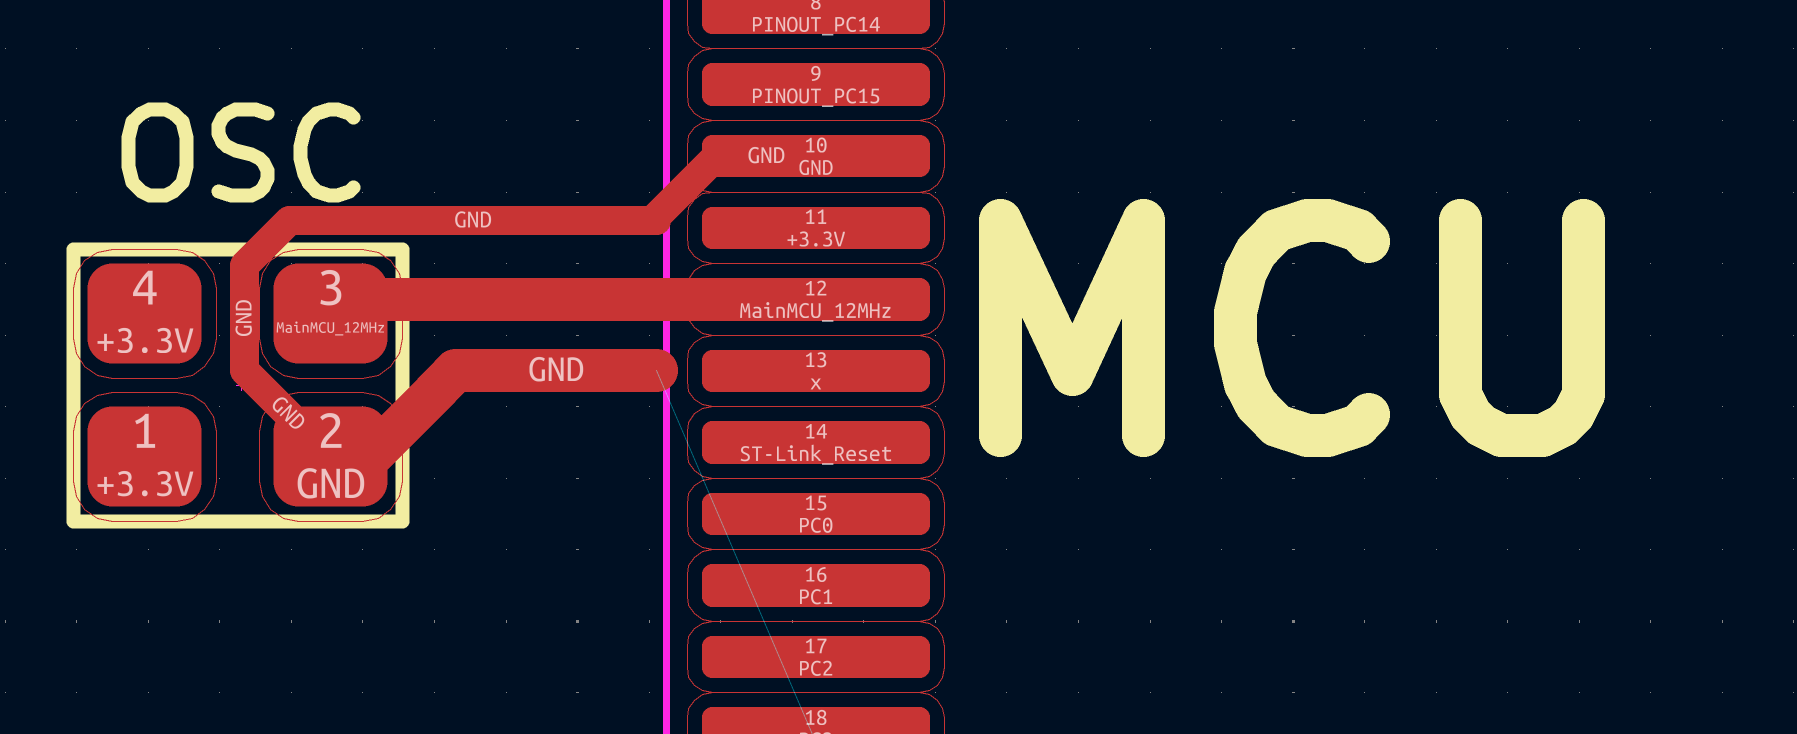 8
PINOUT_PC14
9
PINOUT_PC15
OSC
GND
10
GND
GND
11
+3.3V
MCU
4
+3.3V
GND
3
MainMCU_12MHz
12
MainMCU_12MHz
GND
13
x
1
+3.3V
GND
2
GND
14
ST-Link_Reset
15
PC0
16
PC1
17
PC2
18